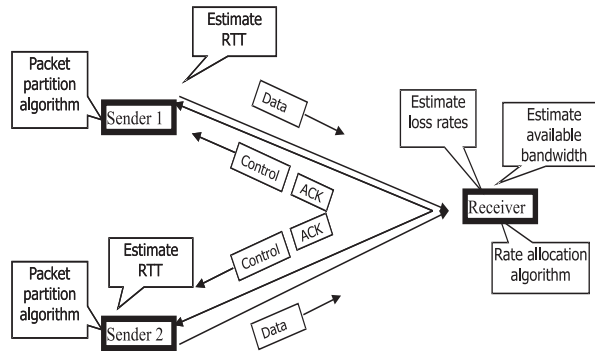 Estimate
RTT
Packet
partition
algorithm
Sender 1
Data
Control
ACK
Estimate
loss rates
Estimate
available
bandwidth
Receiver
Rate allocation
algorithm
Control
ACK
Estimate
RTT
Packet
partition
algorithm
Sender 2
Data